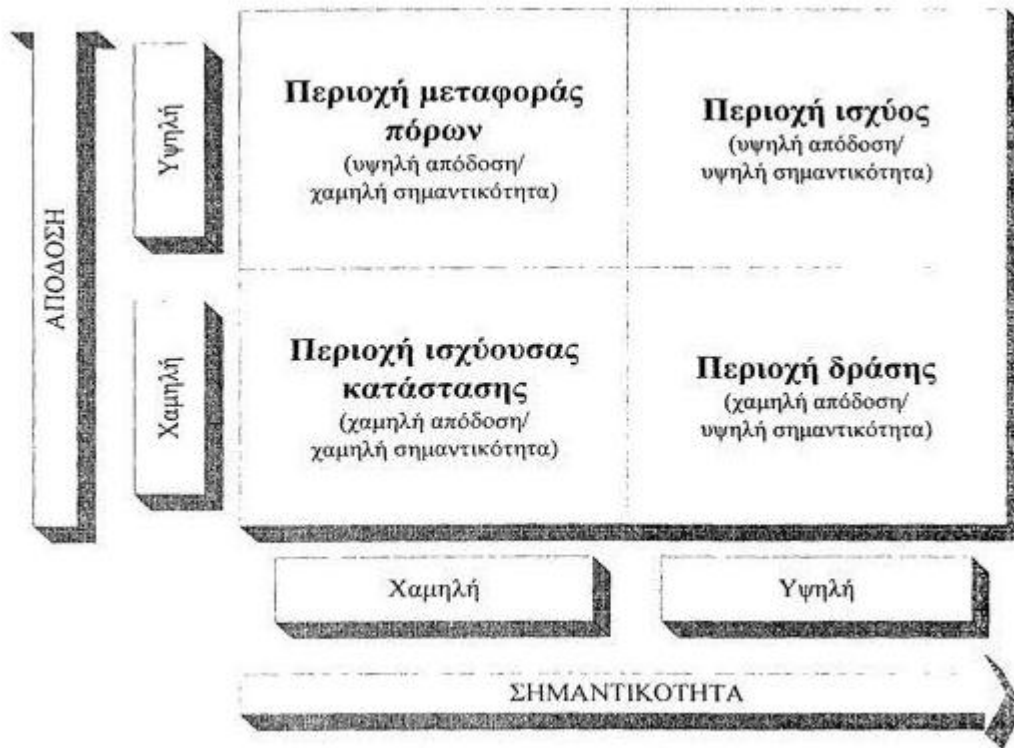 ΑΠΟΔΟΣΗ
Υψηλή
Περιοχή μεταφοράς
πόρων
(υψηλή απόδοση/
χαμηλή σημαντικότητα)
Περιοχή ισχύος
(υψηλή απόδοση/
υψηλή σημαντικότητα)
Χαμηλή
Περιοχή ισχύουσας
κατάστασης
(χαμηλή απόδοση/
χαμηλή σημαντικότητα)
Περιοχή δράσης
(χαμηλή απόδοση/
υψηλή σημαντικότητα)
Χαμηλή
Υψηλή
ΣΗΜΑΝΤΙΚΟΤΗΤΑ